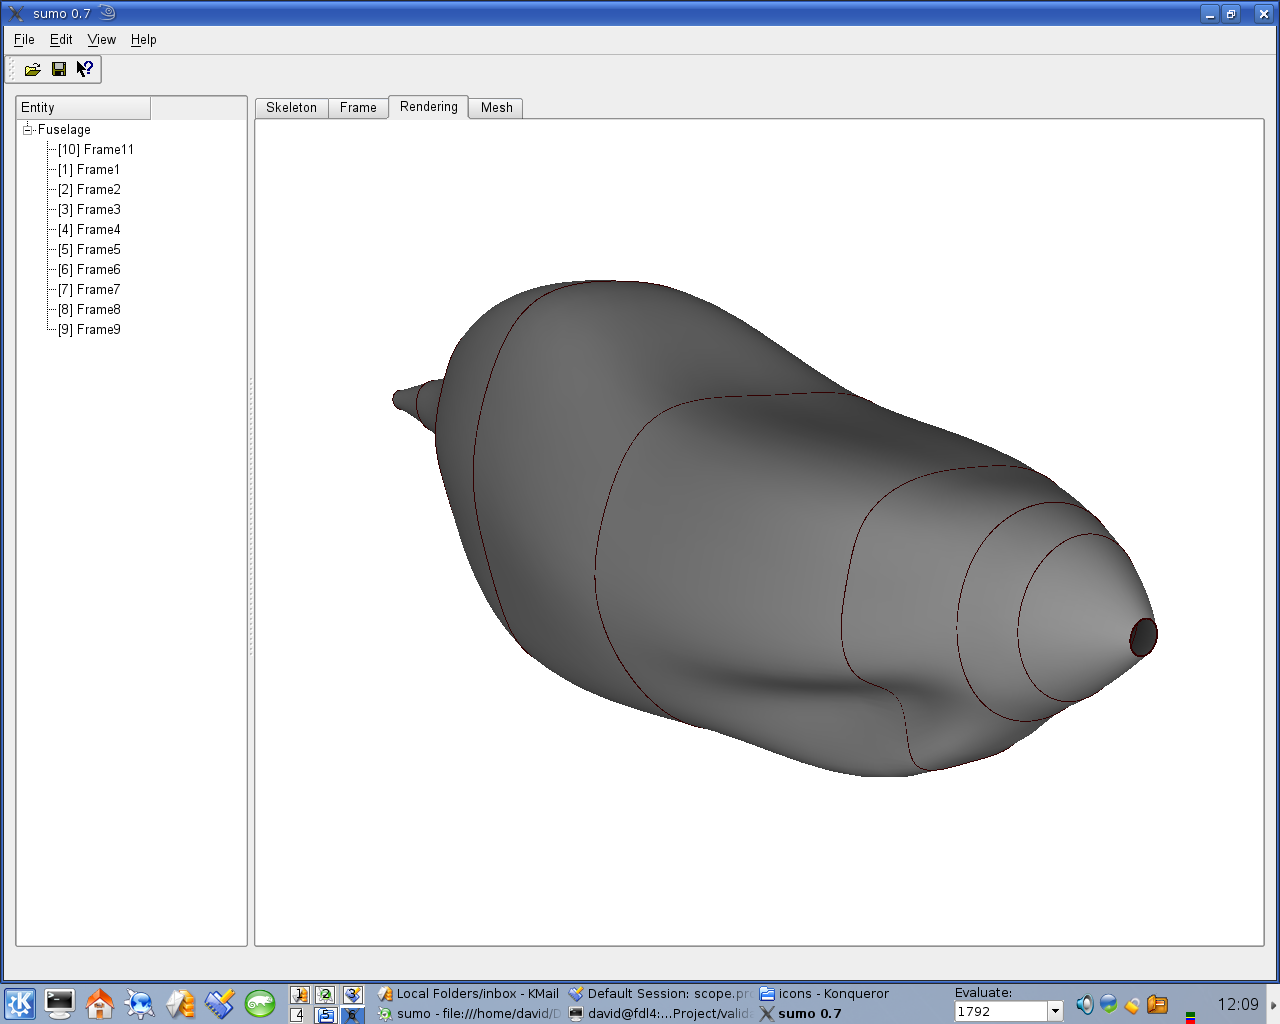 sumo 0.7
File Edit View Help
Entity
Skeleton Frame Rendering Mesh
Fuselage
[10] Frame11
[1] Frame1
[2] Frame2
[3] Frame3
[4] Frame4
[5] Frame5
[6] Frame6
[7] Frame7
[8] Frame8
[9] Frame9
1 2 3
4 5 6
Local Folders/inbox - KMail
Default Session: scope.pr
icons - Konqueror
sumo - file:///home/david/D
david@fdl4:...Project/valid
sumo 0.7
Evaluate:
1792
12:09